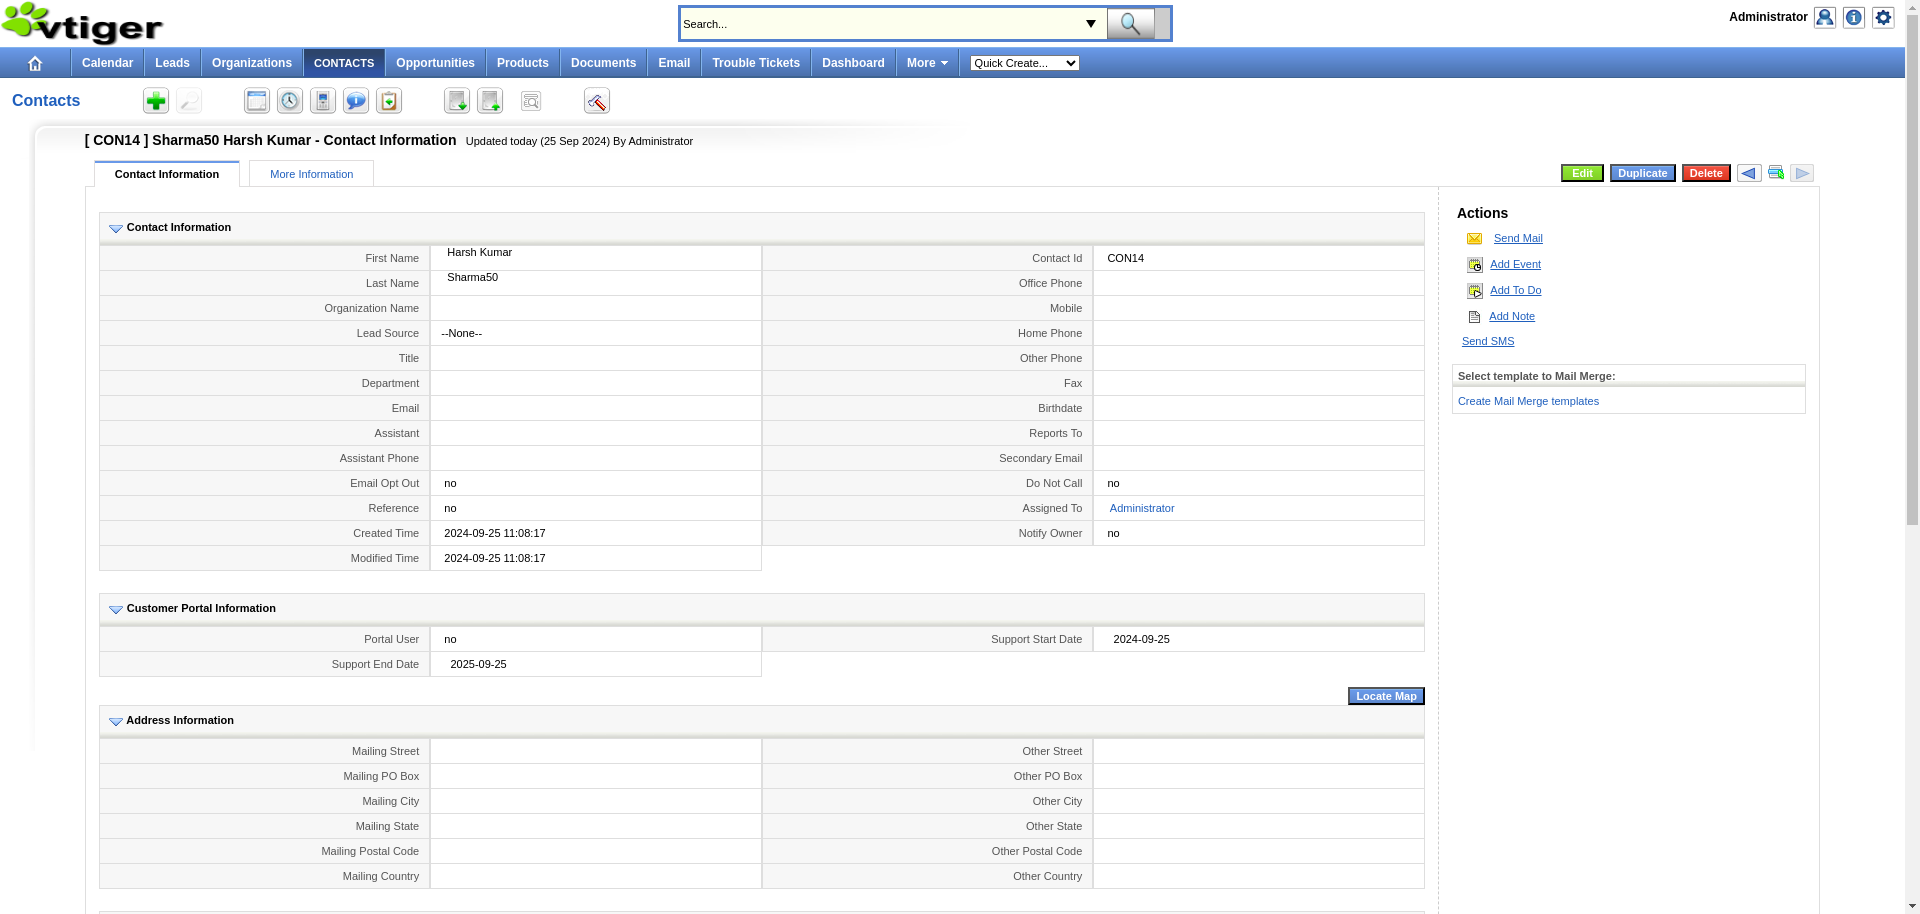 vtiger
Search...
Administrator
Calendar Leads Organizations CONTACTS Opportunities Products Documents Email Trouble Tickets Dashboard More Quick Create...
Contacts
[ CON14 ] Sharma50 Harsh Kumar - Contact Information Updated today (25 Sep 2024) By Administrator
Contact Information More Information
Edit Duplicate Delete
Contact Information
First Name Harsh Kumar Contact Id CON14
Last Name Sharma50 Office Phone
Organization Name Mobile
Lead Source --None-- Home Phone
Title Other Phone
Department Fax
Email Birthdate
Assistant Reports To
Assistant Phone Secondary Email
Email Opt Out no Do Not Call no
Reference no Assigned To Administrator
Created Time 2024-09-25 11:08:17 Notify Owner no
Modified Time 2024-09-25 11:08:17
Customer Portal Information
Portal User no Support Start Date 2024-09-25
Support End Date 2025-09-25
Locate Map
Address Information
Mailing Street Other Street
Mailing PO Box Other PO Box
Mailing City Other City
Mailing State Other State
Mailing Postal Code Other Postal Code
Mailing Country Other Country
Actions
Send Mail
Add Event
Add To Do
Add Note
Send SMS
Select template to Mail Merge:
Create Mail Merge templates